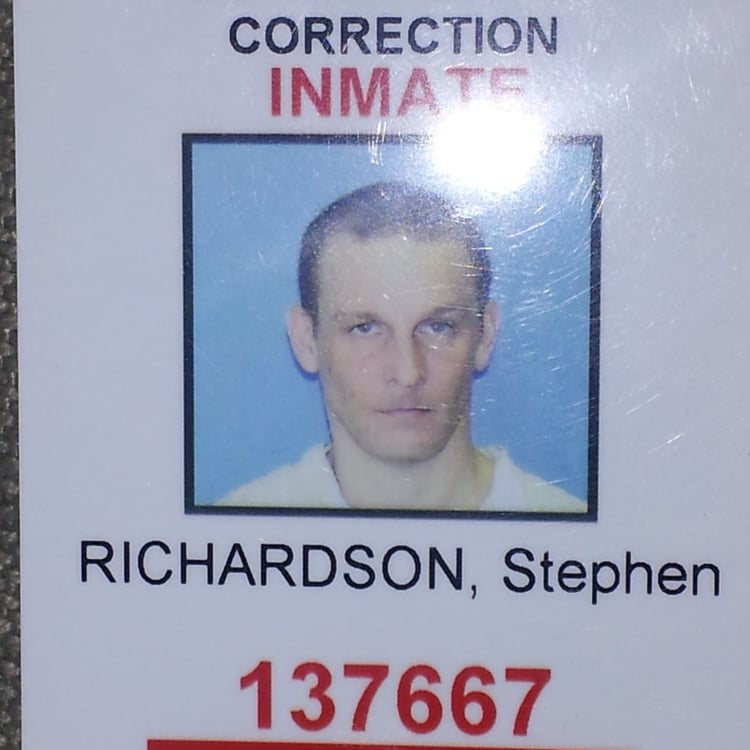 CORRECTION
INMATE
RICHARDSON, Stephen
137667